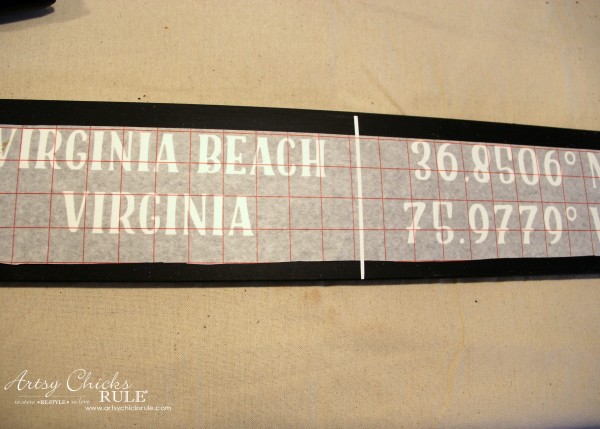 VIRGINIA BEACH
VIRGINIA
36.8506° N
75.9779°
Artsy Chicks
RULE
www.artsychicksrule.com